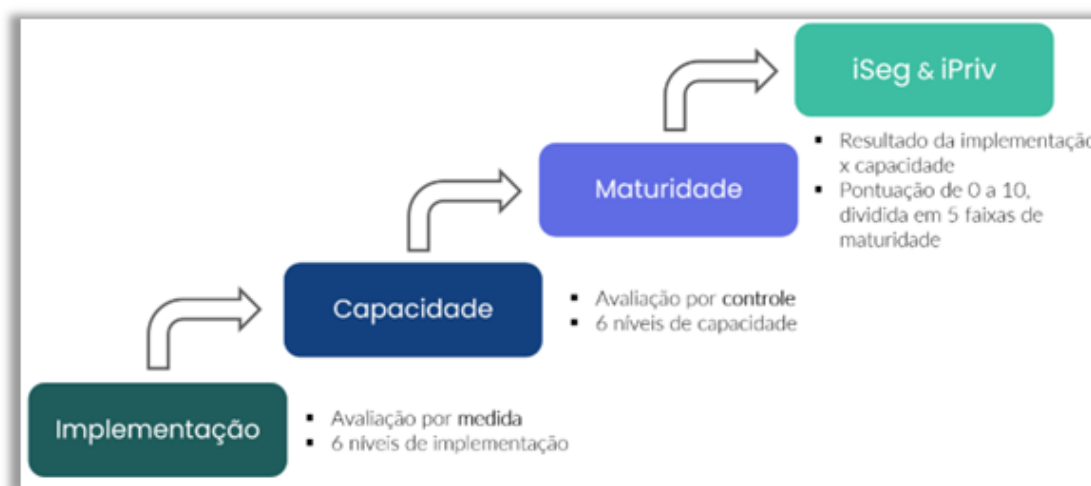 iSeg & iPriv
▪ Resultado da implementação
x capacidade
▪ Pontuação de 0 a 10,
dividida em 5 faixas de
maturidade
Maturidade
Capacidade
▪ Avaliação por controle
▪ 6 níveis de capacidade
Implementação
▪ Avaliação por medida
▪ 6 níveis de implementação